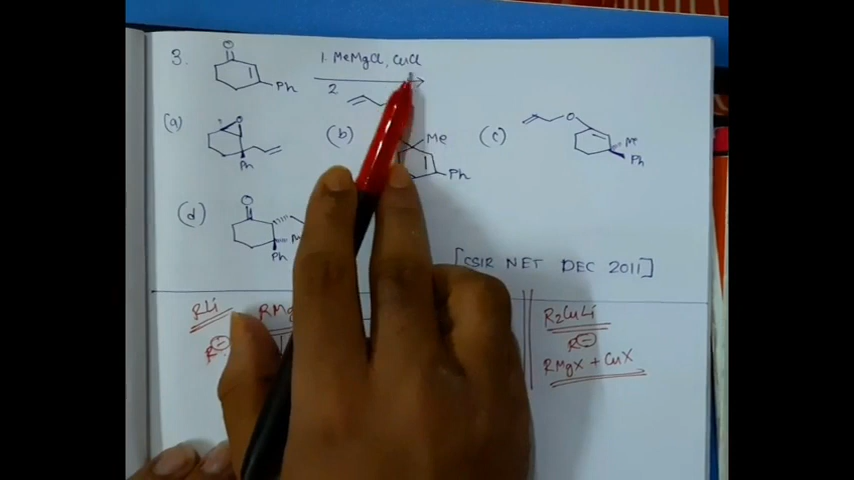 3. O 1. MeMgCl, CuCl
Ph 2
(a) O Ph
(b) Me Ph
(c) O Me Ph
(d) O Ph
[CSIR NET DEC 2011]
RLi RMg R₂CuLi
R⊖ R⊖
RMgX + CuX